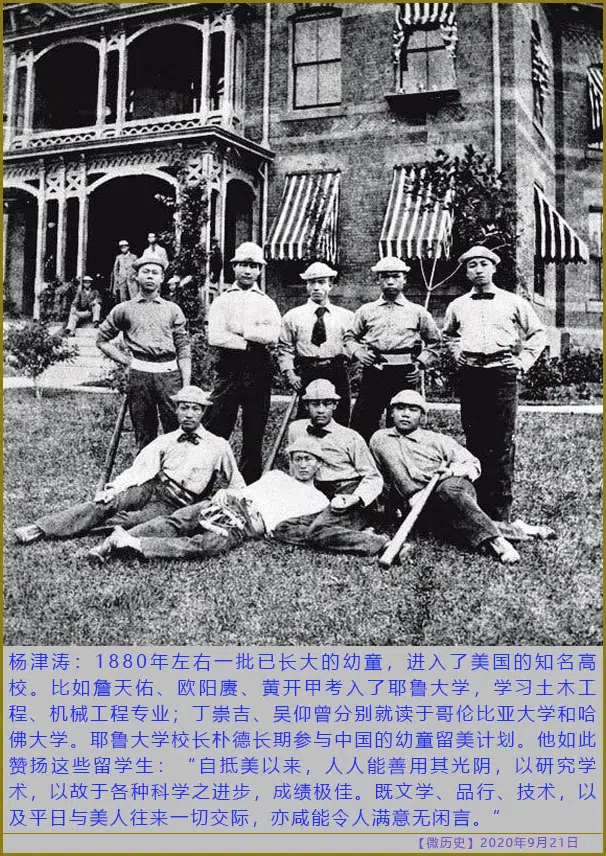 杨津涛：1880年左右一批已长大的幼童，进入了美国的知名高
校。比如詹天佑、欧阳赓、黄开甲考入了耶鲁大学，学习土木工
程、机械工程专业；丁崇吉、吴仰曾分别就读于哥伦比亚大学和哈
佛大学。耶鲁大学校长朴德长期参与中国的幼童留美计划。他如此
赞扬这些留学生：“自抵美以来，人人能善用其光阴，以研究学
术，以故于各种科学之进步，成绩极佳。既文学、品行、技术，以
及平日与美人往来一切交际，亦咸能令人满意无闲言。”
【微历史】2020年9月21日